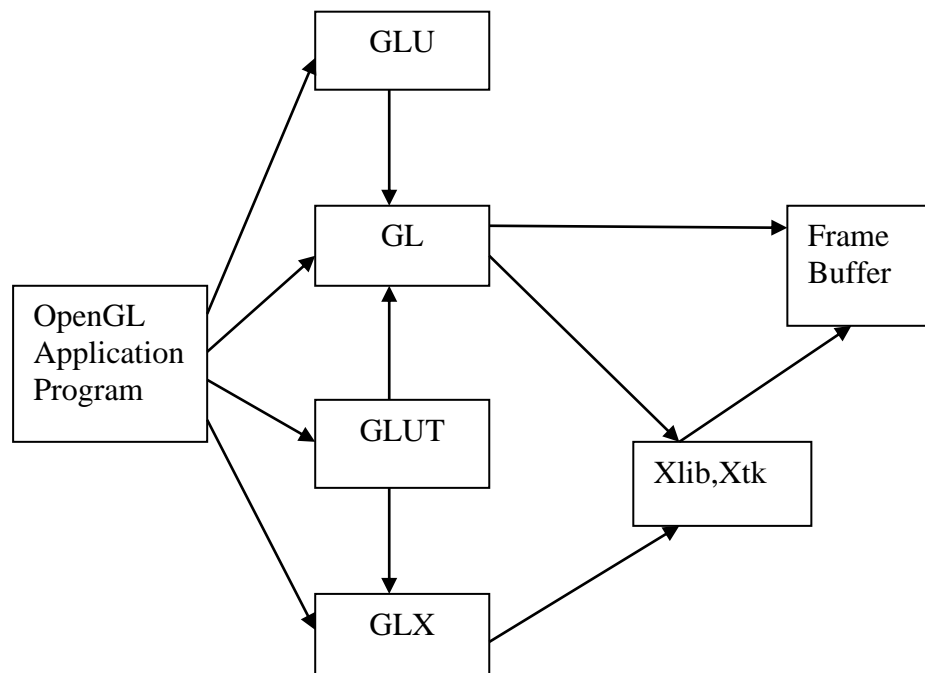 GLU
GL
Frame
Buffer
OpenGL
Application
Program
GLUT
Xlib,Xtk
GLX